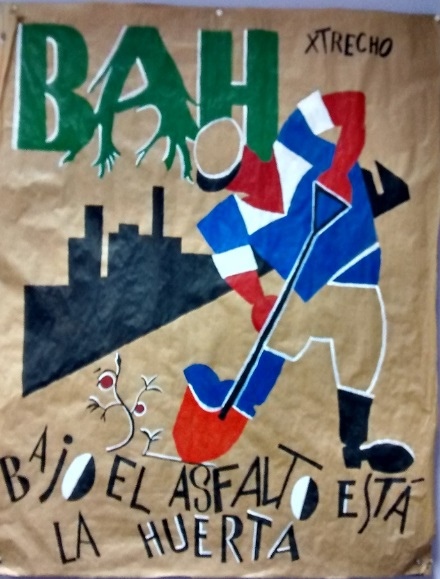 BAH
XTRECHO
BAJO EL ASFALTO ESTÁ
LA HUERTA